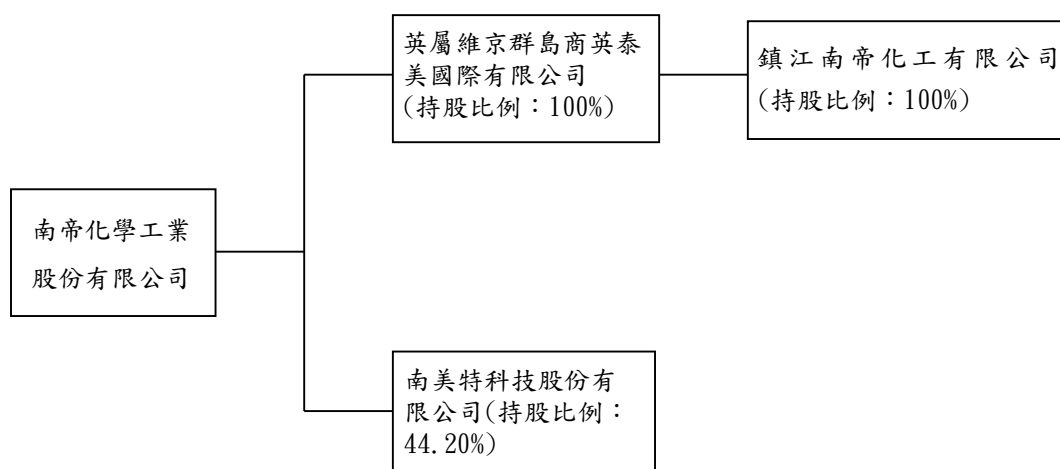 英屬維京群島商英泰
美國際有限公司
(持股比例：100%)
鎮江南帝化工有限公司
(持股比例：100%)
南帝化學工業
股份有限公司
南美特科技股份有
限公司(持股比例：
44.20%)